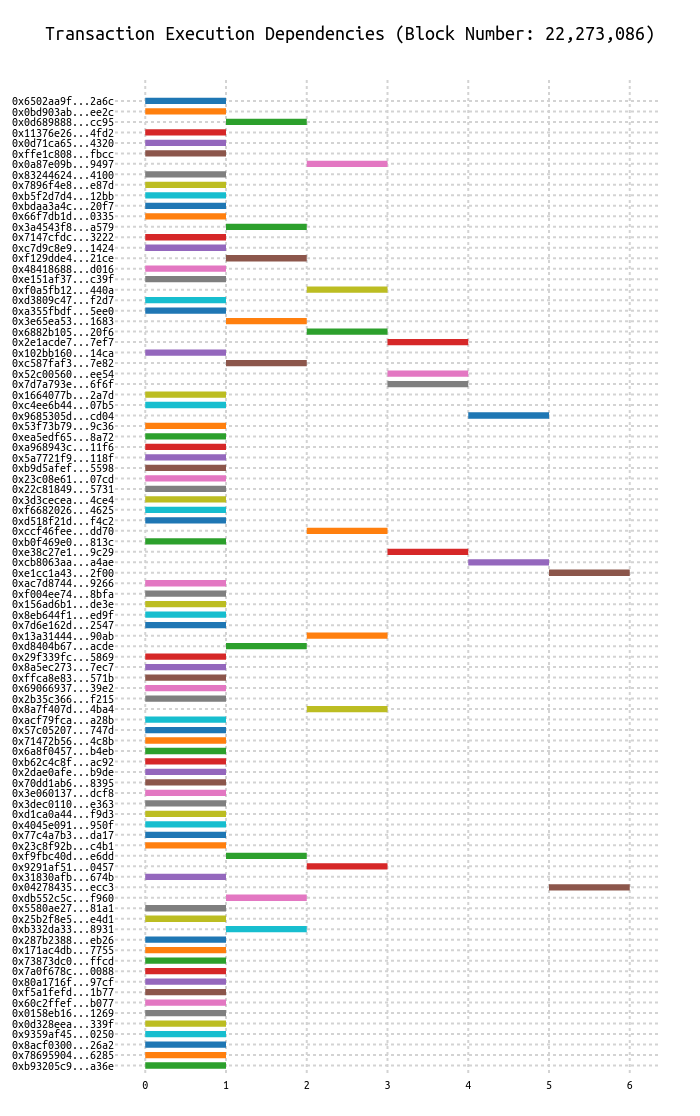 Transaction Execution Dependencies (Block Number: 22,273,086)
0x6502aa9f...2a6c
0x0bd903ab...ee2c
0x0d689888...cc95
0x11376e26...4fd2
0x0d71ca65...4320
0xffe1c808...fbcc
0x0a87e09b...9497
0x83244624...4100
0x7896f4e8...e87d
0xb5f2d7d4...12bb
0xbdaa3a4c...20f7
0x66f7db1d...0335
0x3a4543f8...a579
0x7147cfdc...3222
0xc7d9c8e9...1424
0xf129dde4...21ce
0x48418688...d016
0xe151af37...c39f
0xf0a5fb12...440a
0xd3809c47...f2d7
0xa355fbdf...5ee0
0x3e65ea53...1683
0x6882b105...20f6
0x2e1acde7...7ef7
0x102bb160...14ca
0xc587faf3...7e82
0x52c00560...ee54
0x7d7a793e...6f6f
0x1664077b...2a7d
0xc4ee6b44...07b5
0x9685305d...cd04
0x53f73b79...9c36
0xea5edf65...8a72
0xa968943c...11f6
0x5a7721f9...118f
0xb9d5afef...5598
0x23c08e61...07cd
0x22c81849...5731
0x3d3cecea...4ce4
0xf6682026...4625
0xd518f21d...f4c2
0xccf46fee...dd70
0xb0f469e0...813c
0xe38c27e1...9c29
0xcb8063aa...a4ae
0xe1cc1a43...2f00
0xac7d8744...9266
0xf004ee74...8bfa
0x156ad6b1...de3e
0x8eb644f1...ed9f
0x7d6e162d...2547
0x13a31444...90ab
0xd8404b67...acde
0x29f339fc...5869
0x8a5ec273...7ec7
0xffca8e83...571b
0x69066937...39e2
0x2b35c366...f215
0x8a7f407d...4ba4
0xacf79fca...a28b
0x57c05207...747d
0x71472b56...4c8b
0x6a8f0457...b4eb
0xb62c4c8f...ac92
0x2dae0afe...b9de
0x70dd1ab6...8395
0x3e060137...dcf8
0x3dec0110...e363
0xd1ca0a44...f9d3
0x4045e091...950f
0x77c4a7b3...da17
0x23c8f92b...c4b1
0xf9fbc40d...e6dd
0x9291af51...0457
0x31830afb...674b
0x04278435...ecc3
0xdb552c5c...f960
0x5580ae27...81a1
0x25b2f8e5...e4d1
0xb332da33...8931
0x287b2388...eb26
0x171ac4db...7755
0x73873dc0...ffcd
0x7a0f678c...0088
0x80a1716f...97cf
0xf5a1fefd...1b77
0x60c2ffef...b077
0x0158eb16...1269
0x0d328eea...339f
0x9359af45...0250
0x8acf0300...26a2
0x78695904...6285
0xb93205c9...a36e
0 1 2 3 4 5 6